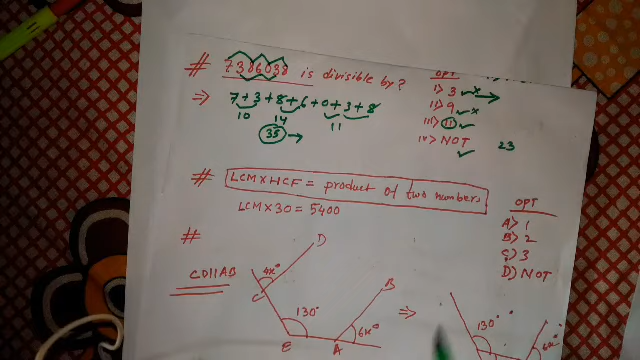 # 7386038 is divisible by?
⇒ 7+3+8+6+0+3+8
10 14 11
35 →
OPT
i> 3 ✓ x →
ii> 9 ✓ x
iii> 11 ✓
iv> NOT ✓
23
# LCM×HCF = product of two numbers
LCM×30 = 5400
OPT
A> 1
B> 2
C> 3
D> NOT
#
CD||AB
D
4x°
C
130°
E
A
B
6x°
⇒
130°
6x°